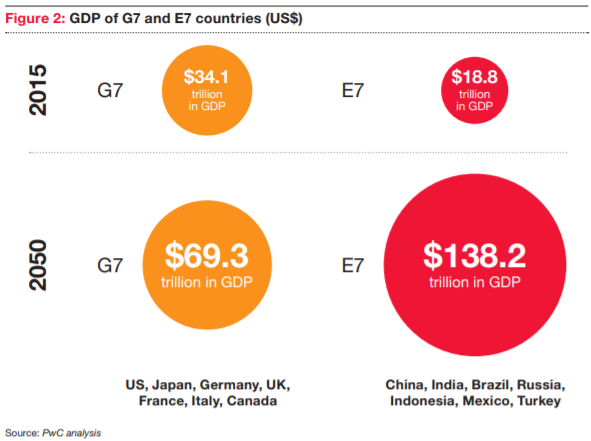 Figure 2: GDP of G7 and E7 countries (US$)
2015
G7
$34.1
trillion
in GDP
E7
$18.8
trillion
in GDP
2050
G7
$69.3
trillion in GDP
E7
$138.2
trillion in GDP
US, Japan, Germany, UK,
France, Italy, Canada
China, India, Brazil, Russia,
Indonesia, Mexico, Turkey
Source: PwC analysis